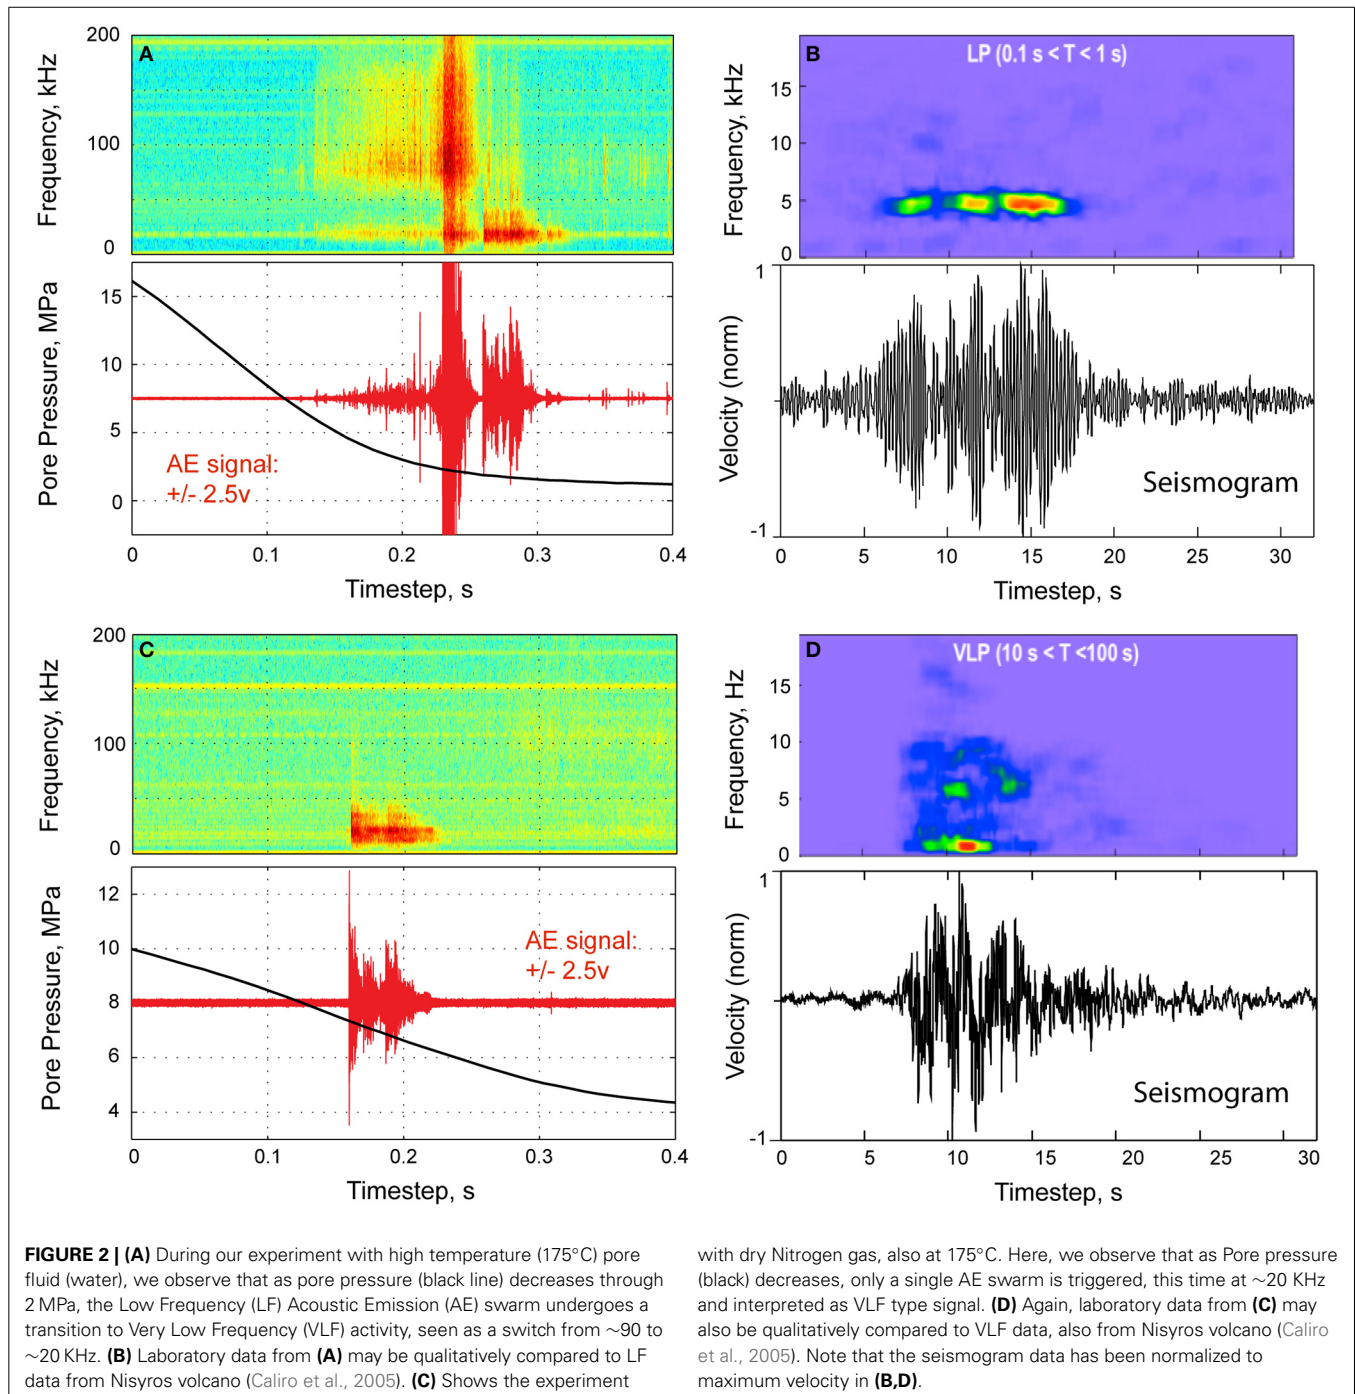 A
200
100
0
Frequency, kHz
15
10
5
0
Pore Pressure, MPa
AE signal:
+/- 2.5v
0 0.1 0.2 0.3 0.4
Timestep, s
B
LP (0.1 s < T < 1 s)
15
10
5
0
Frequency, kHz
1
-1
Velocity (norm)
Seismogram
0 5 10 15 20 25 30
Timestep, s
C
200
100
0
Frequency, kHz
12
10
8
6
4
Pore Pressure, MPa
AE signal:
+/- 2.5v
0 0.1 0.2 0.3 0.4
Timestep, s
D
VLP (10 s < T <100 s)
15
10
5
0
Frequency, Hz
1
-1
Velocity (norm)
Seismogram
0 5 10 15 20 25 30
Timestep, s
FIGURE 2 | (A) During our experiment with high temperature (175°C) pore
fluid (water), we observe that as pore pressure (black line) decreases through
2 MPa, the Low Frequency (LF) Acoustic Emission (AE) swarm undergoes a
transition to Very Low Frequency (VLF) activity, seen as a switch from ~90 to
~20 KHz. (B) Laboratory data from (A) may be qualitatively compared to LF
data from Nisyros volcano (Caliro et al., 2005). (C) Shows the experiment
with dry Nitrogen gas, also at 175°C. Here, we observe that as Pore pressure
(black) decreases, only a single AE swarm is triggered, this time at ~20 KHz
and interpreted as VLF type signal. (D) Again, laboratory data from (C) may
also be qualitatively compared to VLF data, also from Nisyros volcano (Caliro
et al., 2005). Note that the seismogram data has been normalized to
maximum velocity in (B,D).